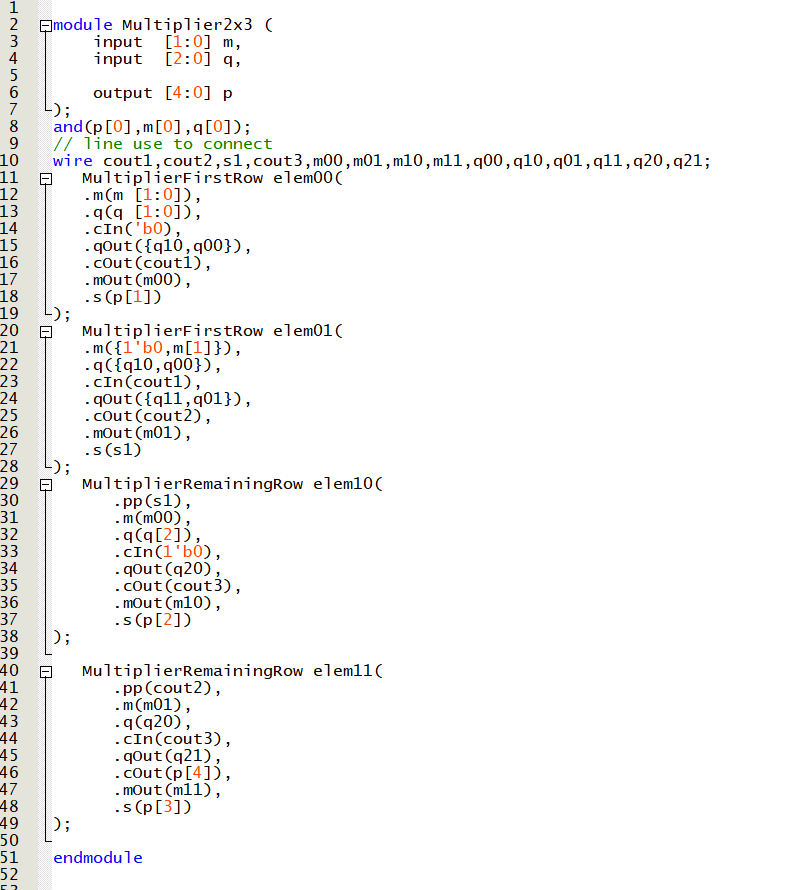 1
2 module Multiplier2x3 (
3 input [1:0] m,
4 input [2:0] q,
5
6 output [4:0] p
7 );
8 and(p[0],m[0],q[0]);
9 // line use to connect
10 wire cout1,cout2,s1,cout3,m00,m01,m10,m11,q00,q10,q01,q11,q20,q21;
11 MultiplierFirstRow elem00(
12 .m(m [1:0]),
13 .q(q [1:0]),
14 .cIn('b0),
15 .qOut({q10,q00}),
16 .cOut(cout1),
17 .mOut(m00),
18 .s(p[1])
19 );
20 MultiplierFirstRow elem01(
21 .m({1'b0,m[1]}),
22 .q({q10,q00}),
23 .cIn(cout1),
24 .qOut({q11,q01}),
25 .cOut(cout2),
26 .mOut(m01),
27 .s(s1)
28 );
29 MultiplierRemainingRow elem10(
30 .pp(s1),
31 .m(m00),
32 .q(q[2]),
33 .cIn(1'b0),
34 .qOut(q20),
35 .cOut(cout3),
36 .mOut(m10),
37 .s(p[2])
38 );
39
40 MultiplierRemainingRow elem11(
41 .pp(cout2),
42 .m(m01),
43 .q(q20),
44 .cIn(cout3),
45 .qOut(q21),
46 .cOut(p[4]),
47 .mOut(m11),
48 .s(p[3])
49 );
50
51 endmodule
52